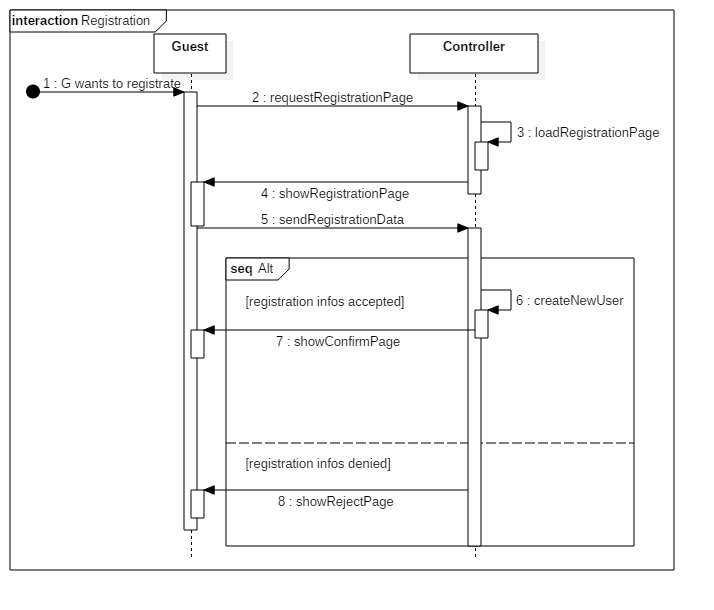 interaction Registration
Guest
Controller
1 : G wants to registrate
2 : requestRegistrationPage
3 : loadRegistrationPage
4 : showRegistrationPage
5 : sendRegistrationData
seq Alt
[registration infos accepted]
6 : createNewUser
7 : showConfirmPage
[registration infos denied]
8 : showRejectPage